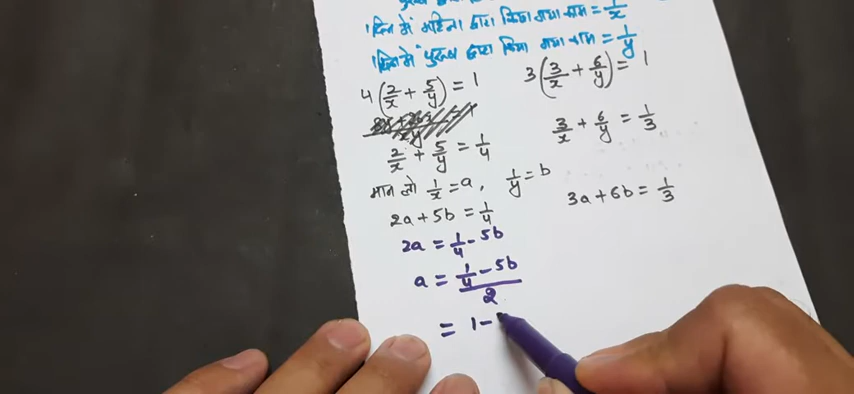 1 दिन में महिला द्वारा किया गया काम = 1/x
1 दिन में पुरुष द्वारा किया गया काम = 1/y
4(2/x + 5/y) = 1
3(3/x + 6/y) = 1
2/x + 5/y = 1/4
3/x + 6/y = 1/3
मान लो 1/x = a, 1/y = b
2a + 5b = 1/4
3a + 6b = 1/3
2a = 1/4 - 5b
a = (1/4 - 5b)/2
= 1 -